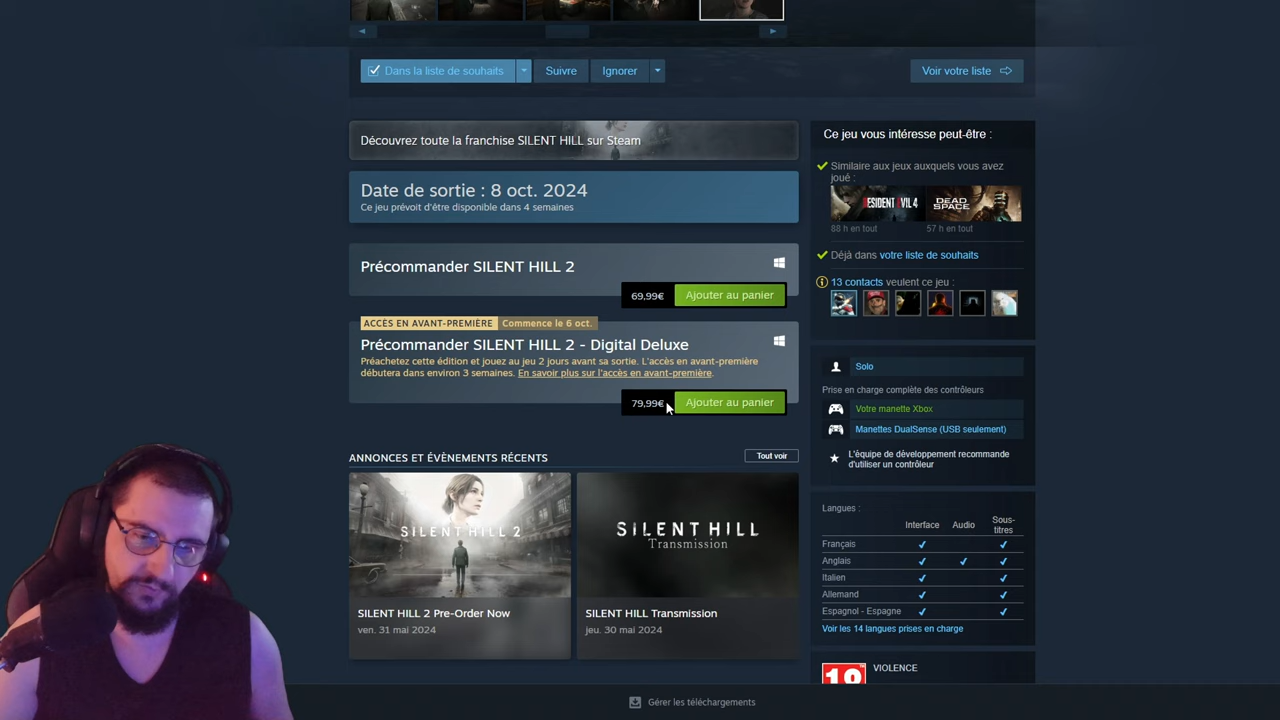 Dans la liste de souhaits
Suivre
Ignorer
Voir votre liste
Découvrez toute la franchise SILENT HILL sur Steam
Date de sortie : 8 oct. 2024
Ce jeu prévoit d'être disponible dans 4 semaines
Précommander SILENT HILL 2
69,99€
Ajouter au panier
ACCÈS EN AVANT-PREMIÈRE
Commence le 6 oct.
Précommander SILENT HILL 2 - Digital Deluxe
Préachetez cette édition et jouez au jeu 2 jours avant sa sortie. L'accès en avant-première
débutera dans environ 3 semaines. En savoir plus sur l'accès en avant-première.
79,99€
Ajouter au panier
ANNONCES ET ÉVÈNEMENTS RÉCENTS
Tout voir
SILENT HILL 2
SILENT HILL 2 Pre-Order Now
ven. 31 mai 2024
SILENT HILL
Transmission
SILENT HILL Transmission
jeu. 30 mai 2024
Ce jeu vous intéresse peut-être :
Similaire aux jeux auxquels vous avez
joué :
RESIDENT EVIL 4
DEAD SPACE
88 h en tout
57 h en tout
Déjà dans votre liste de souhaits
13 contacts veulent ce jeu :
Solo
Prise en charge complète des contrôleurs
Votre manette Xbox
Manettes DualSense (USB seulement)
L'équipe de développement recommande
d'utiliser un contrôleur
Langues :
Interface
Audio
Sous-
titres
Français
Anglais
Italien
Allemand
Espagnol - Espagne
Voir les 14 langues prises en charge
18
VIOLENCE
Gérer les téléchargements